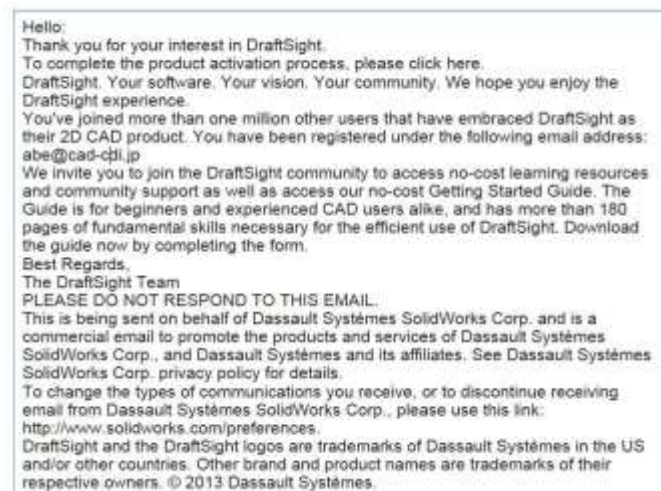 Hello:
Thank you for your interest in DraftSight.
To complete the product activation process, please click here.
DraftSight. Your software. Your vision. Your community. We hope you enjoy the
DraftSight experience.
You've joined more than one million other users that have embraced DraftSight as
their 2D CAD product. You have been registered under the following email address:
abe@cad-cdi.jp
We invite you to join the DraftSight community to access no-cost learning resources
and community support as well as access our no-cost Getting Started Guide. The
Guide is for beginners and experienced CAD users alike, and has more than 180
pages of fundamental skills necessary for the efficient use of DraftSight. Download
the guide now by completing the form.
Best Regards,
The DraftSight Team
PLEASE DO NOT RESPOND TO THIS EMAIL.
This is being sent on behalf of Dassault Systèmes SolidWorks Corp. and is a
commercial email to promote the products and services of Dassault Systèmes
SolidWorks Corp., and Dassault Systèmes and its affiliates. See Dassault Systèmes
SolidWorks Corp. privacy policy for details.
To change the types of communications you receive, or to discontinue receiving
email from Dassault Systèmes SolidWorks Corp., please use this link:
http://www.solidworks.com/preferences.
DraftSight and the DraftSight logos are trademarks of Dassault Systèmes in the US
and/or other countries. Other brand and product names are trademarks of their
respective owners. © 2013 Dassault Systèmes.